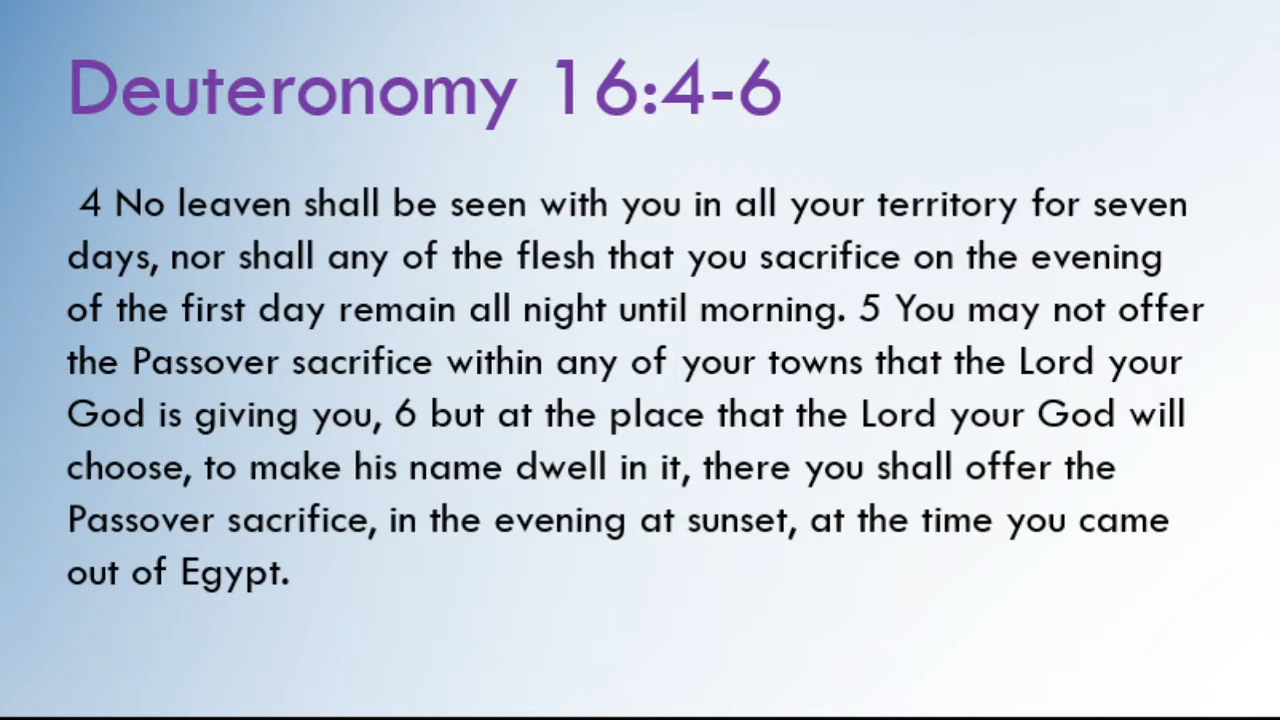 Deuteronomy 16:4-6
4 No leaven shall be seen with you in all your territory for seven
days, nor shall any of the flesh that you sacrifice on the evening
of the first day remain all night until morning. 5 You may not offer
the Passover sacrifice within any of your towns that the Lord your
God is giving you, 6 but at the place that the Lord your God will
choose, to make his name dwell in it, there you shall offer the
Passover sacrifice, in the evening at sunset, at the time you came
out of Egypt.